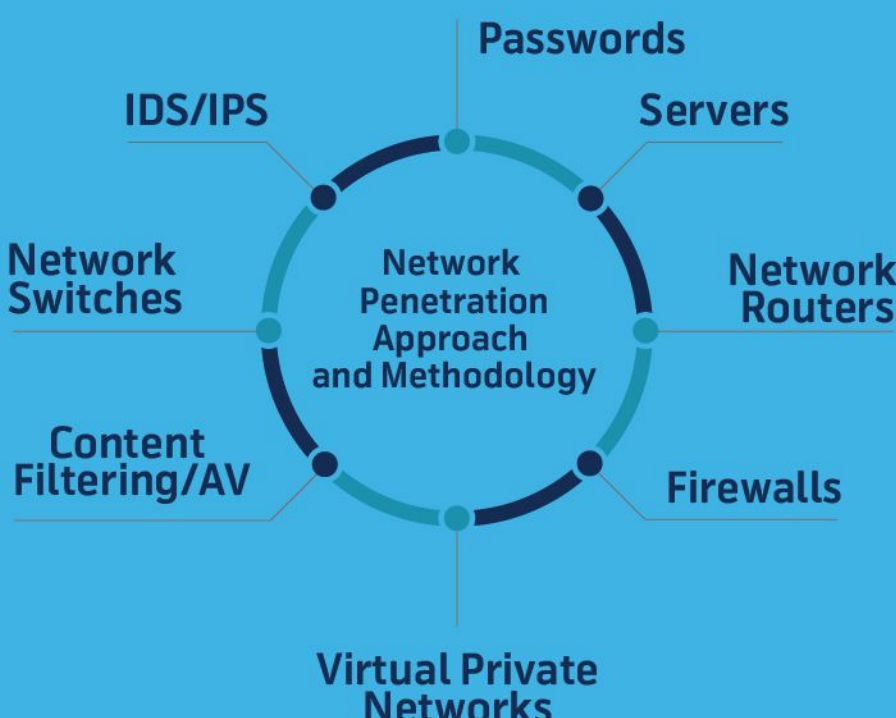 Passwords
IDS/IPS
Servers
Network
Switches
Network
Penetration
Approach
and Methodology
Network
Routers
Content
Filtering/AV
Firewalls
Virtual Private
Networks